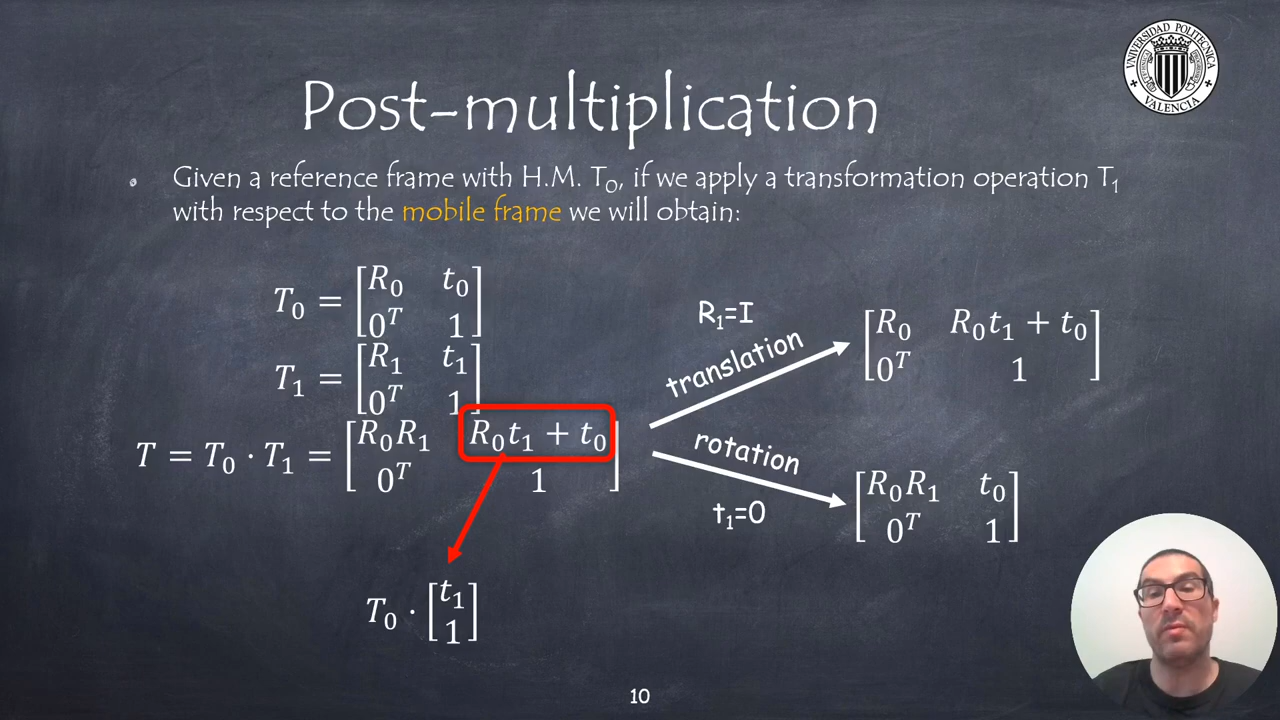 UNIVERSIDAD POLITECNICA
VALENCIA
Post-multiplication
Given a reference frame with H.M. T₀, if we apply a transformation operation T₁
with respect to the mobile frame we will obtain:
T₀ = [R₀ t₀
0ᵀ 1]
T₁ = [R₁ t₁
0ᵀ 1]
T = T₀ · T₁ = [R₀R₁ R₀t₁ + t₀
0ᵀ 1]
T₀ · [t₁
1]
R₁=I
translation
[R₀ R₀t₁ + t₀
0ᵀ 1]
rotation
t₁=0
[R₀R₁ t₀
0ᵀ 1]
10